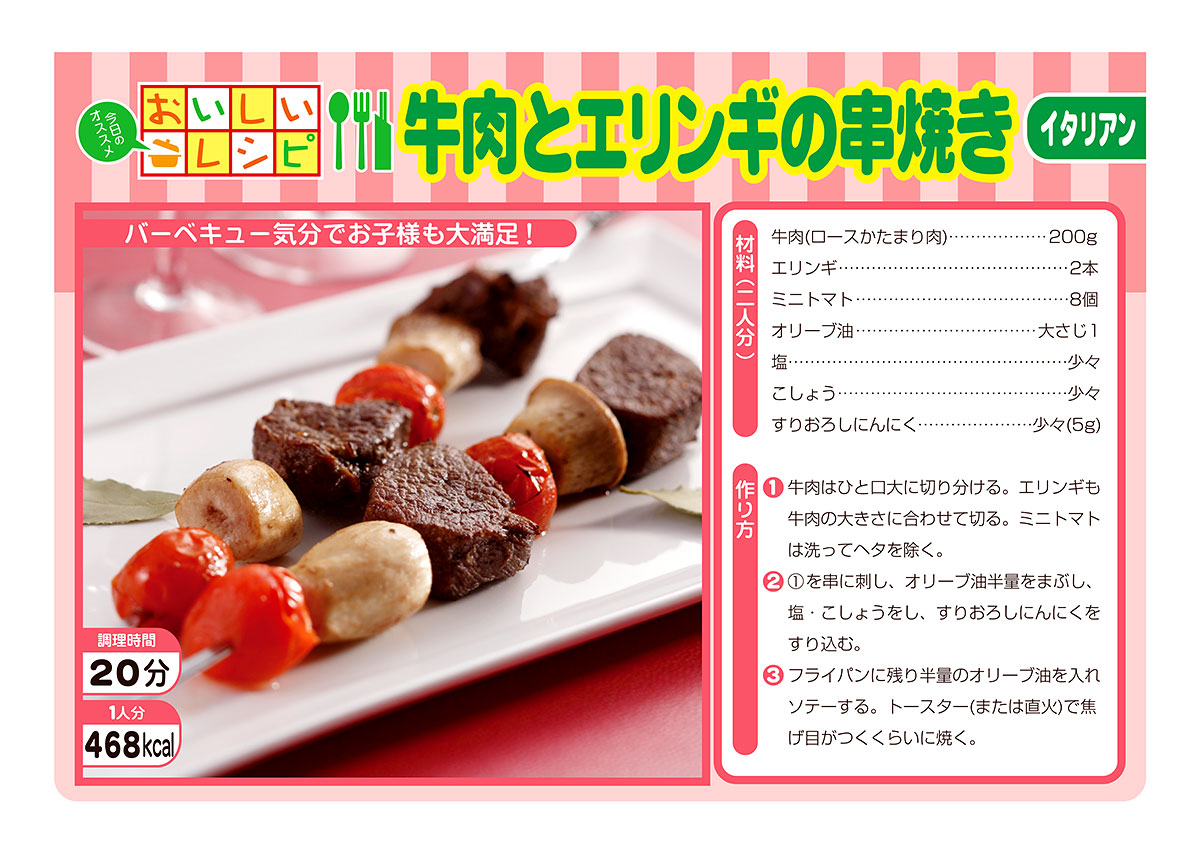 今日の
オススメ
おいしい
レシピ
牛肉とエリンギの串焼き
イタリアン
バーベキュー気分でお子様も大満足！
調理時間
20分
1人分
468kcal
材料（二人分）
牛肉(ロースかたまり肉)………………200g
エリンギ……………………………………2本
ミニトマト…………………………………8個
オリーブ油……………………………大さじ1
塩……………………………………………少々
こしょう……………………………………少々
すりおろしにんにく…………………少々(5g)
作り方
❶牛肉はひと口大に切り分ける。エリンギも
牛肉の大きさに合わせて切る。ミニトマト
は洗ってヘタを除く。
❷①を串に刺し、オリーブ油半量をまぶし、
塩・こしょうをし、すりおろしにんにくを
すり込む。
❸フライパンに残り半量のオリーブ油を入れ
ソテーする。トースター(または直火)で焦
げ目がつくくらいに焼く。